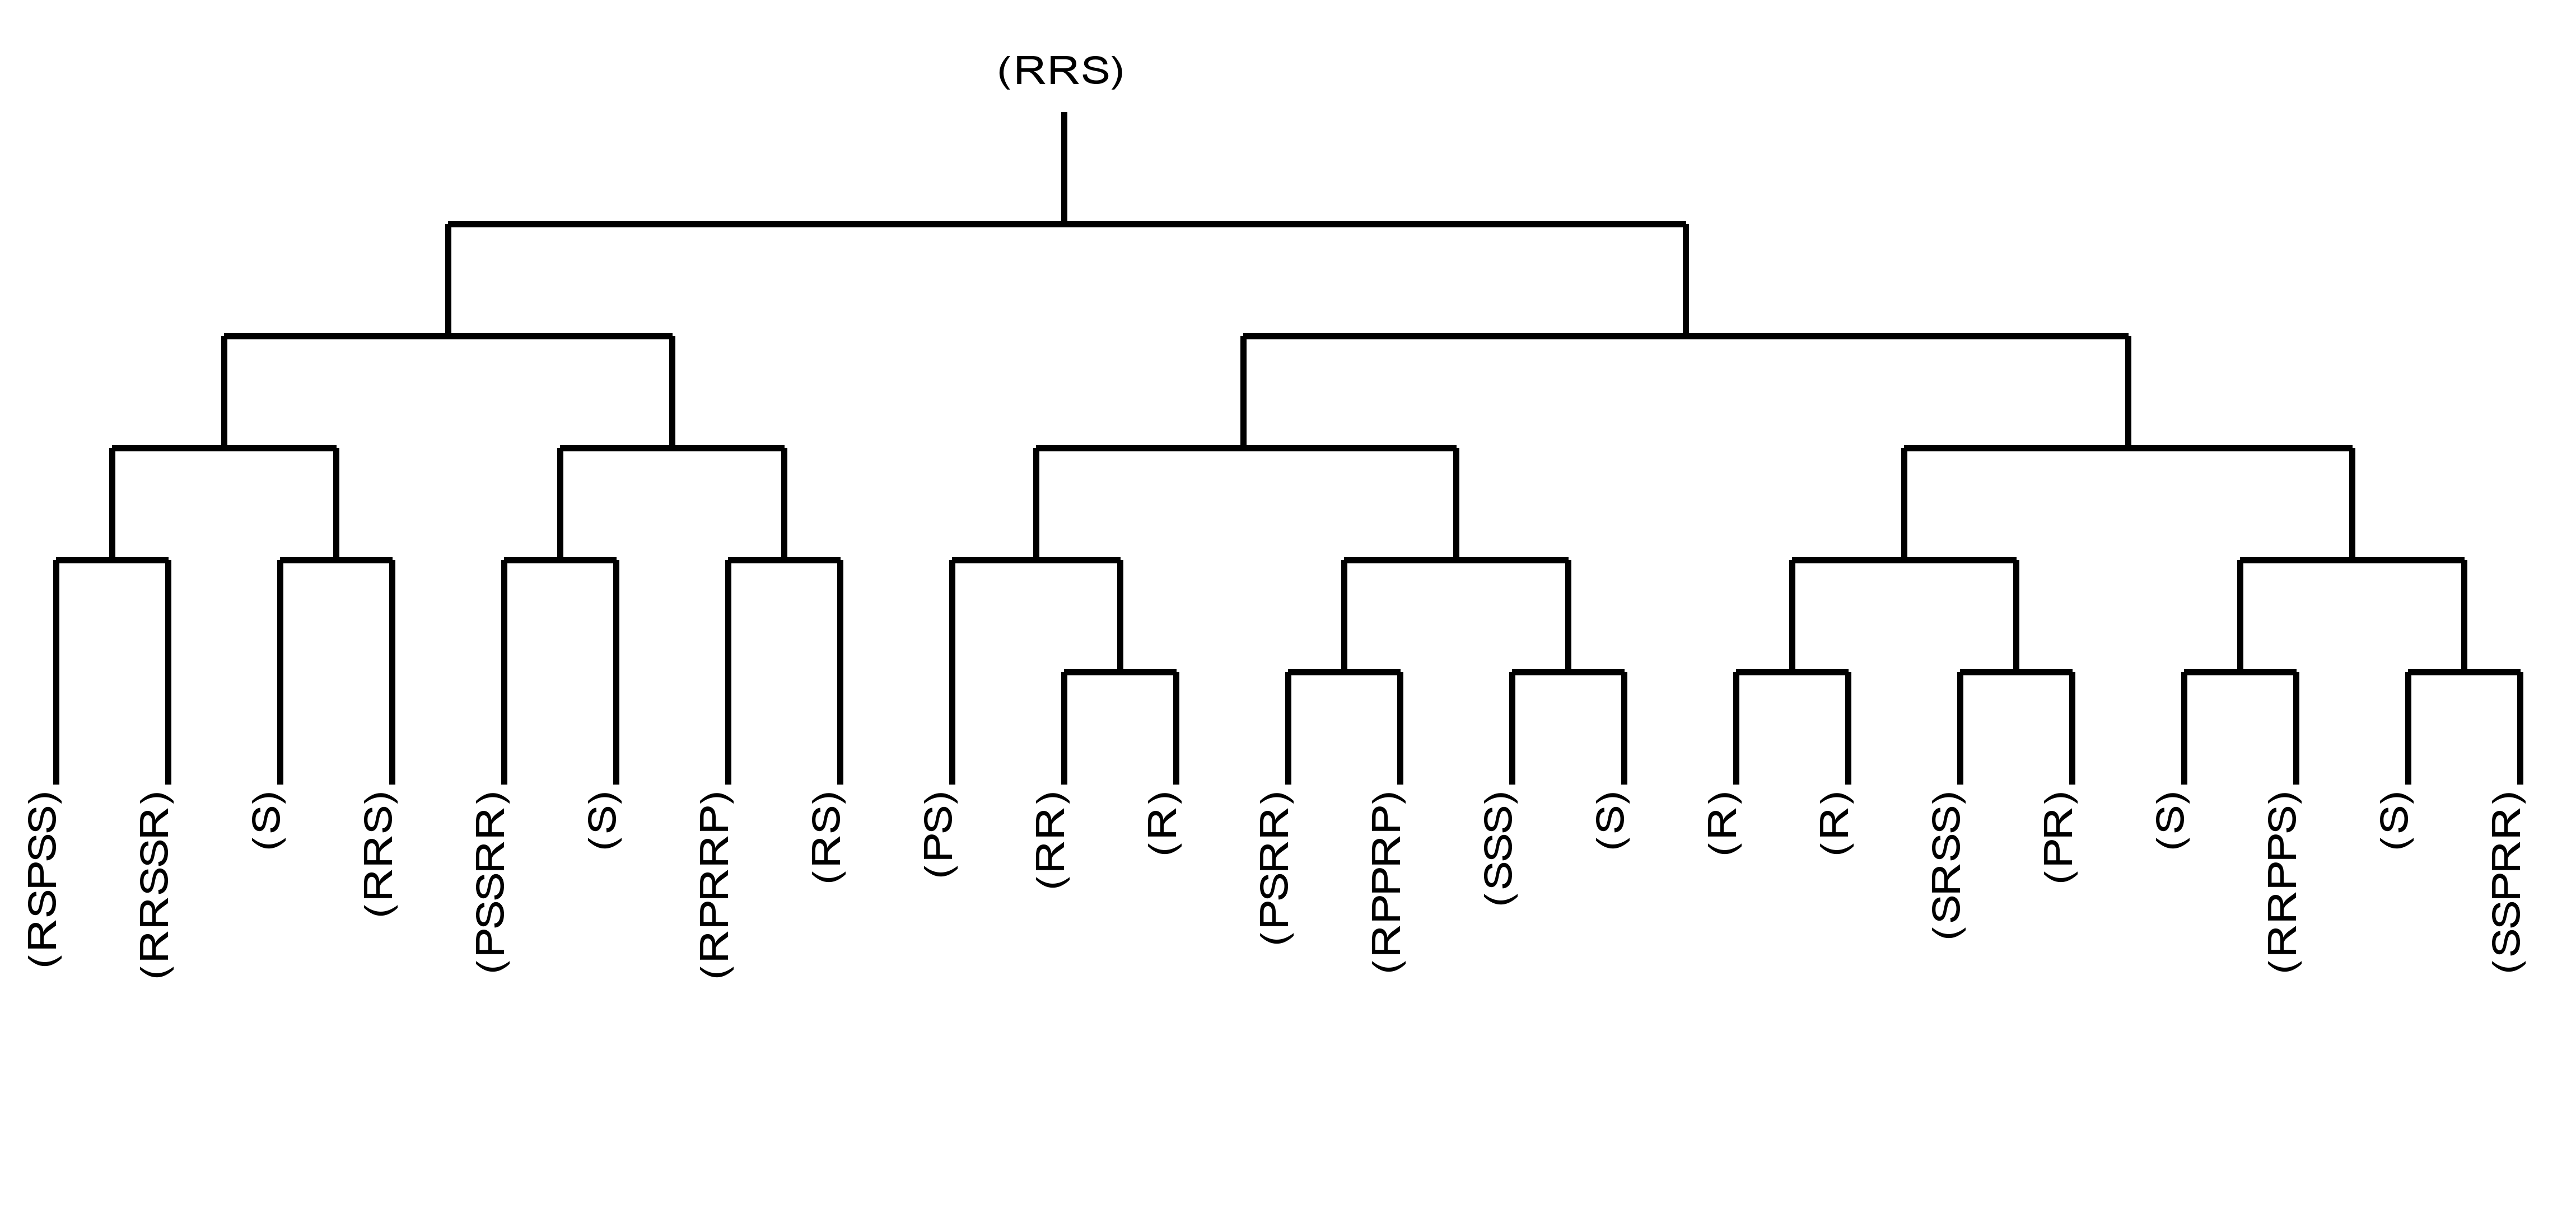 (RRS)
(RSPSS)
(RRSSR)
(S)
(RRS)
(PSSRR)
(S)
(RPRRP)
(RS)
(PS)
(RR)
(R)
(PSRR)
(RPPRP)
(SSS)
(S)
(R)
(R)
(SRSS)
(PR)
(S)
(RRPPS)
(S)
(SSPRR)